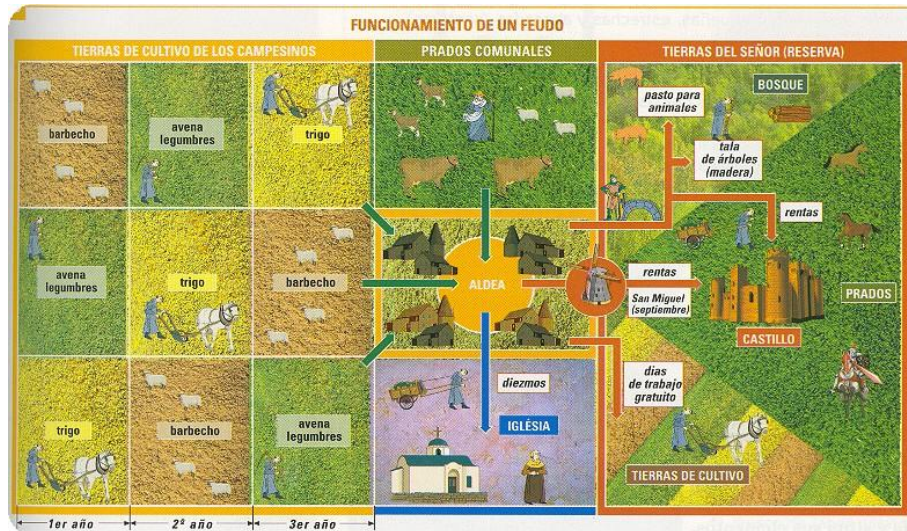 FUNCIONAMIENTO DE UN FEUDO
TIERRAS DE CULTIVO DE LOS CAMPESINOS
barbecho
avena
legumbres
trigo
avena
legumbres
trigo
barbecho
trigo
barbecho
avena
legumbres
1er año
2º año
3er año
PRADOS COMUNALES
ALDEA
diezmos
IGLÉSIA
TIERRAS DEL SEÑOR (RESERVA)
BOSQUE
pasto para
animales
tala
de árboles
(madera)
rentas
rentas
San Miguel
(septiembre)
PRADOS
CASTILLO
días
de trabajo
gratuito
TIERRAS DE CULTIVO